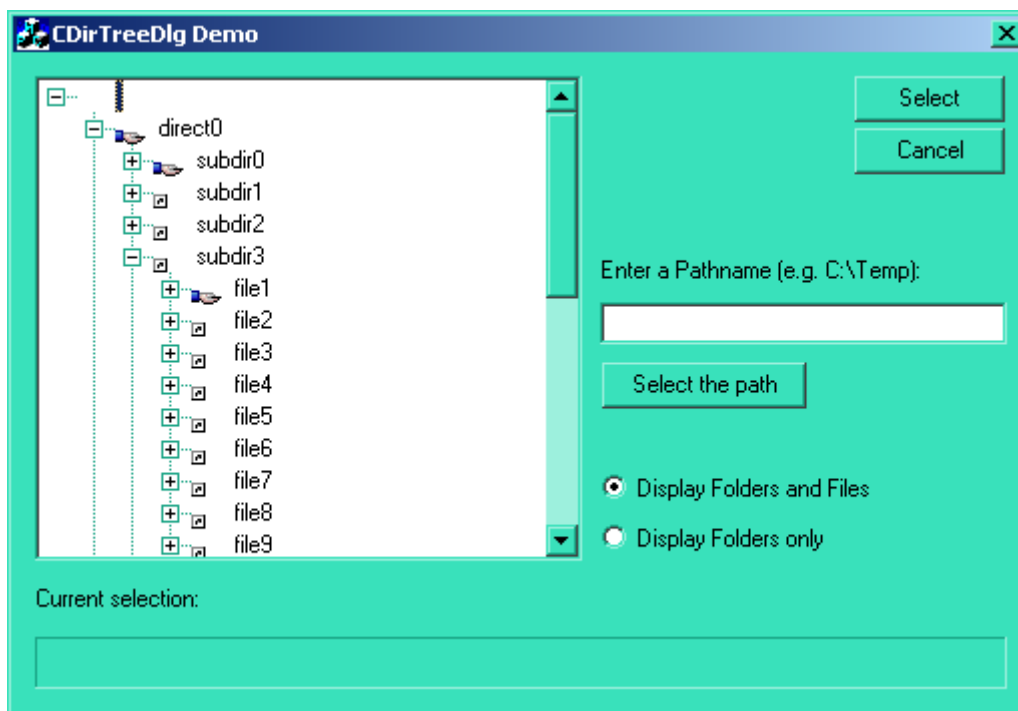 CDirTreeDlg Demo
direct0
subdir0
subdir1
subdir2
subdir3
file1
file2
file3
file4
file5
file6
file7
file8
file9
Select
Cancel
Enter a Pathname (e.g. C:\Temp):
Select the path
Display Folders and Files
Display Folders only
Current selection: